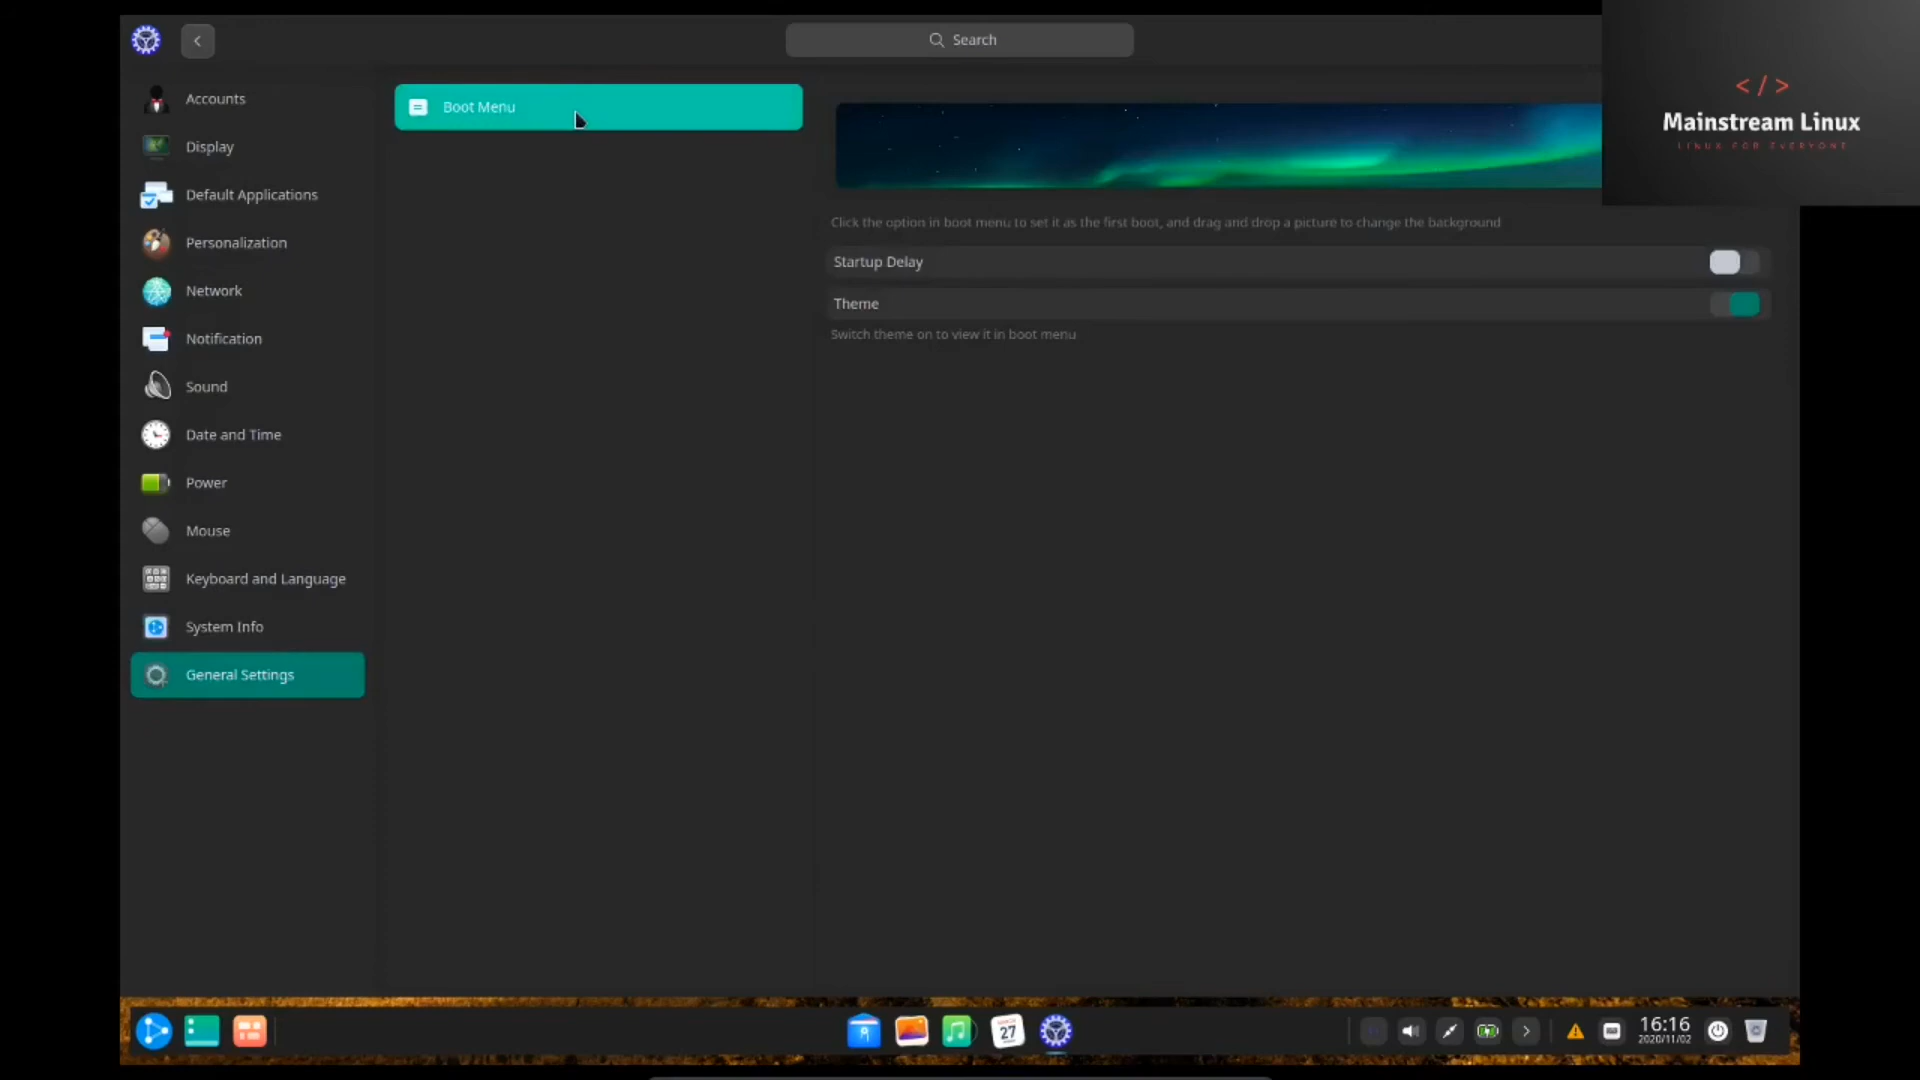 Search
</>
Mainstream Linux
LINUX FOR EVERYONE
Accounts
Display
Default Applications
Personalization
Network
Notification
Sound
Date and Time
Power
Mouse
Keyboard and Language
System Info
General Settings
Boot Menu
Click the option in boot menu to set it as the first boot, and drag and drop a picture to change the background
Startup Delay
Theme
Switch theme on to view it in boot menu
27
16:16
2020/11/02